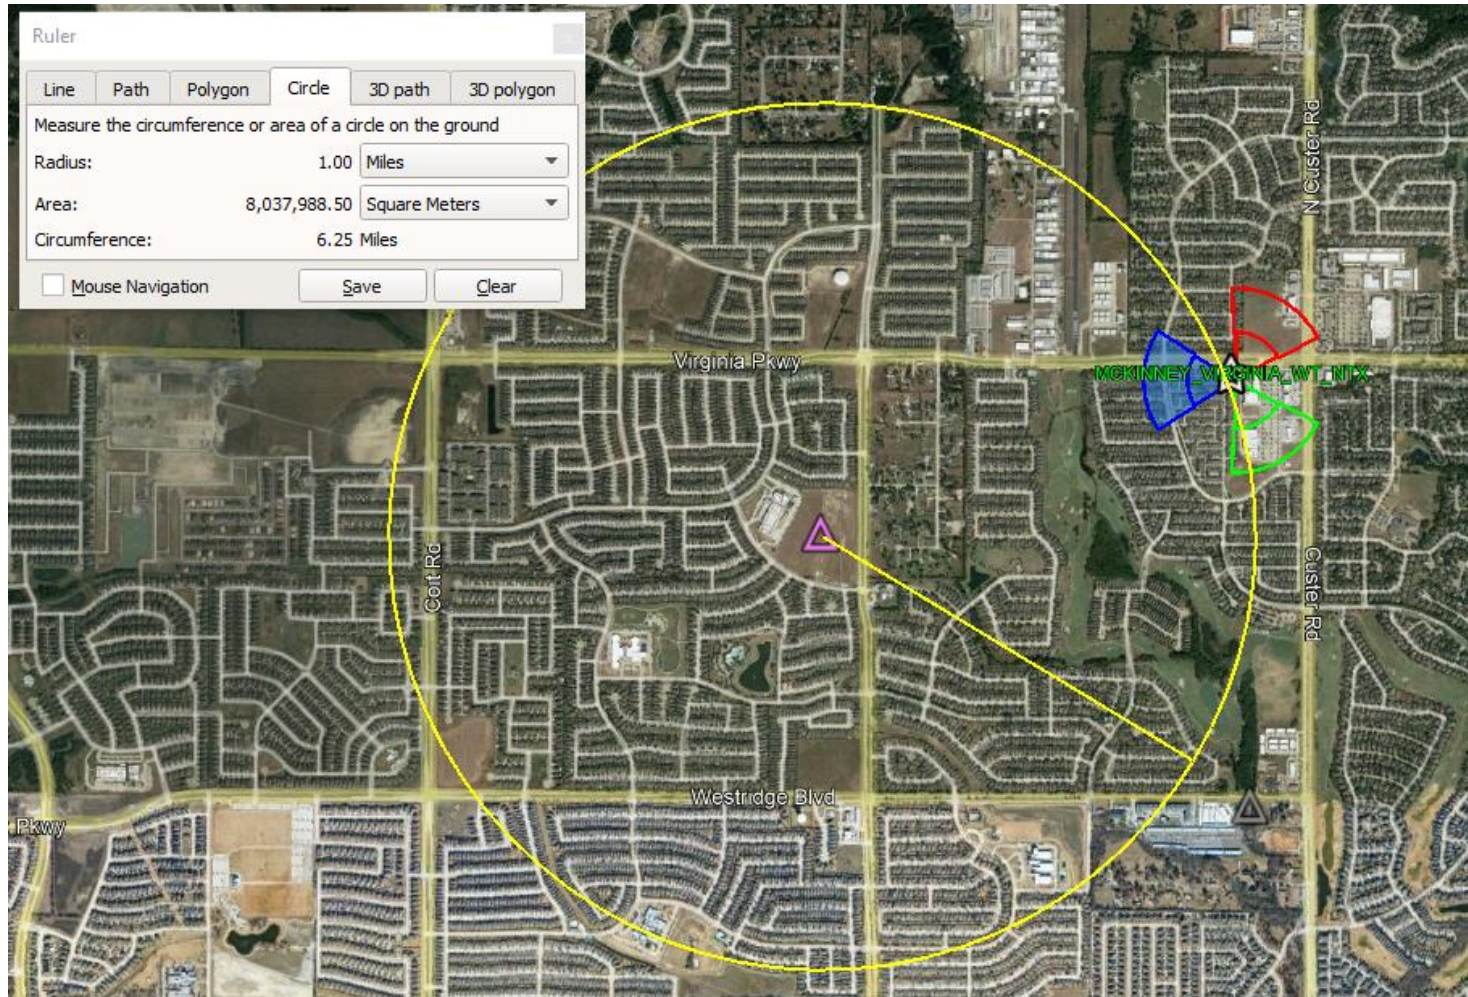 Ruler
Line Path Polygon Circle 3D path 3D polygon
Measure the circumference or area of a circle on the ground
Radius: 1.00 Miles
Area: 8,037,988.50 Square Meters
Circumference: 6.25 Miles
Mouse Navigation Save Clear
N Custer Rd
Virginia Pkwy
MCKINNEY_VIRGINIA_WT_NTX
Coit Rd
Custer Rd
Westridge Blvd
Pkwy